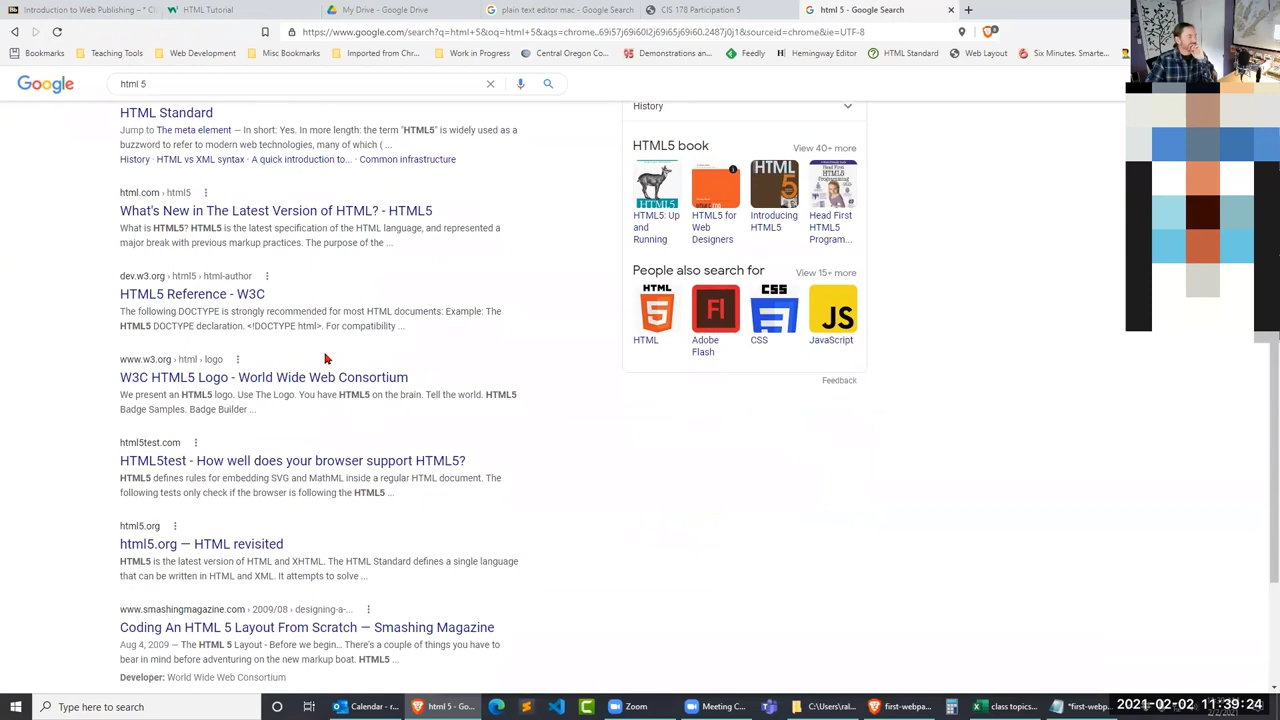 Introduction to Web Publishing –
HTML Tutorial
My Drive – Google Drive
plain text editor mac - Google Search
CIS 178 Participation 5
html 5 - Google Search
https://www.google.com/search?q=html+5&oq=html+5&aqs=chrome..69i57j69i60l2j69i65j69i60.2487j0j1&sourceid=chrome&ie=UTF-8
Bookmarks
Teaching Tools
Web Development
Misc Bookmarks
Imported from Chr...
Work in Progress
Central Oregon Co...
Demonstrations an...
Feedly
Hemingway Editor
HTML Standard
Web Layout
Six Minutes. Smarte...
Google
html 5
HTML Standard
Jump to The meta element — In short: Yes. In more length: the term "HTML5" is widely used as a
buzzword to refer to modern web technologies, many of which ( ...
History · HTML vs XML syntax · A quick introduction to... · Common infrastructure
html.com › html5
What's New in The Latest Version of HTML? - HTML5
What is HTML5? HTML5 is the latest specification of the HTML language, and represented a
major break with previous markup practices. The purpose of the ...
dev.w3.org › html5 › html-author
HTML5 Reference - W3C
The following DOCTYPE is strongly recommended for most HTML documents: Example: The
HTML5 DOCTYPE declaration. <!DOCTYPE html>. For compatibility ...
www.w3.org › html › logo
W3C HTML5 Logo - World Wide Web Consortium
We present an HTML5 logo. Use The Logo. You have HTML5 on the brain. Tell the world. HTML5
Badge Samples. Badge Builder ...
html5test.com
HTML5test - How well does your browser support HTML5?
HTML5 defines rules for embedding SVG and MathML inside a regular HTML document. The
following tests only check if the browser is following the HTML5 ...
html5.org
html5.org — HTML revisited
HTML5 is the latest version of HTML and XHTML. The HTML Standard defines a single language
that can be written in HTML and XML. It attempts to solve ...
www.smashingmagazine.com › 2009/08 › designing-a-...
Coding An HTML 5 Layout From Scratch — Smashing Magazine
Aug 4, 2009 — The HTML 5 Layout - Before we begin... There's a couple of things you have to
bear in mind before adventuring on the new markup boat. HTML5 ...
Developer: World Wide Web Consortium
History
HTML5 book
View 40+ more
HTML5
HTML 5
HTML5: Up and Running
HTML5 for Web Designers
Introducing HTML5
Head First HTML5 Program...
People also search for
View 15+ more
HTML 5
Fl
CSS
JS
HTML
Adobe Flash
CSS
JavaScript
Feedback
Type here to search
Calendar - r...
html 5 - Goo...
Zoom
Meeting C...
C:\Users\ral...
first-webpa...
class topics...
*first-webp...
2021-02-02 11:39:24